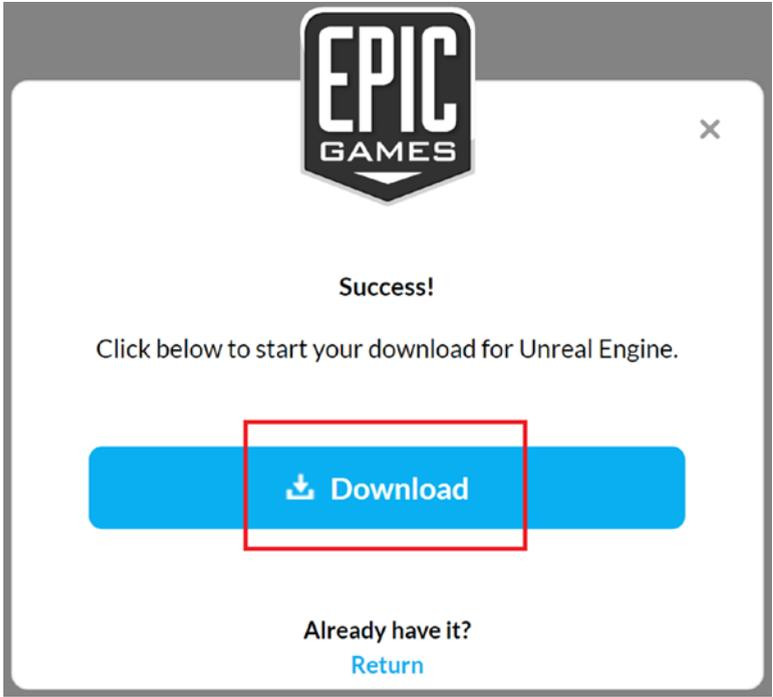 EPIC
GAMES
Success!
Click below to start your download for Unreal Engine.
Download
Already have it?
Return